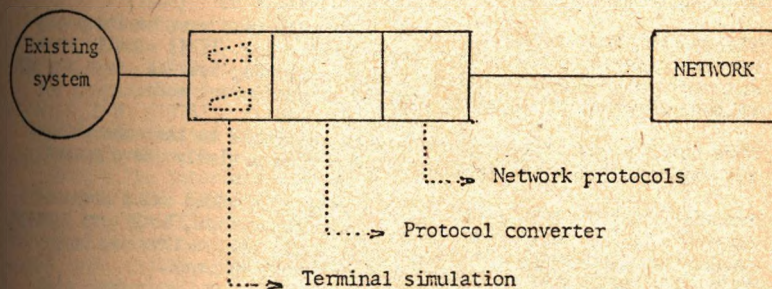 Existing
system
NETWORK
Network protocols
Protocol converter
Terminal simulation